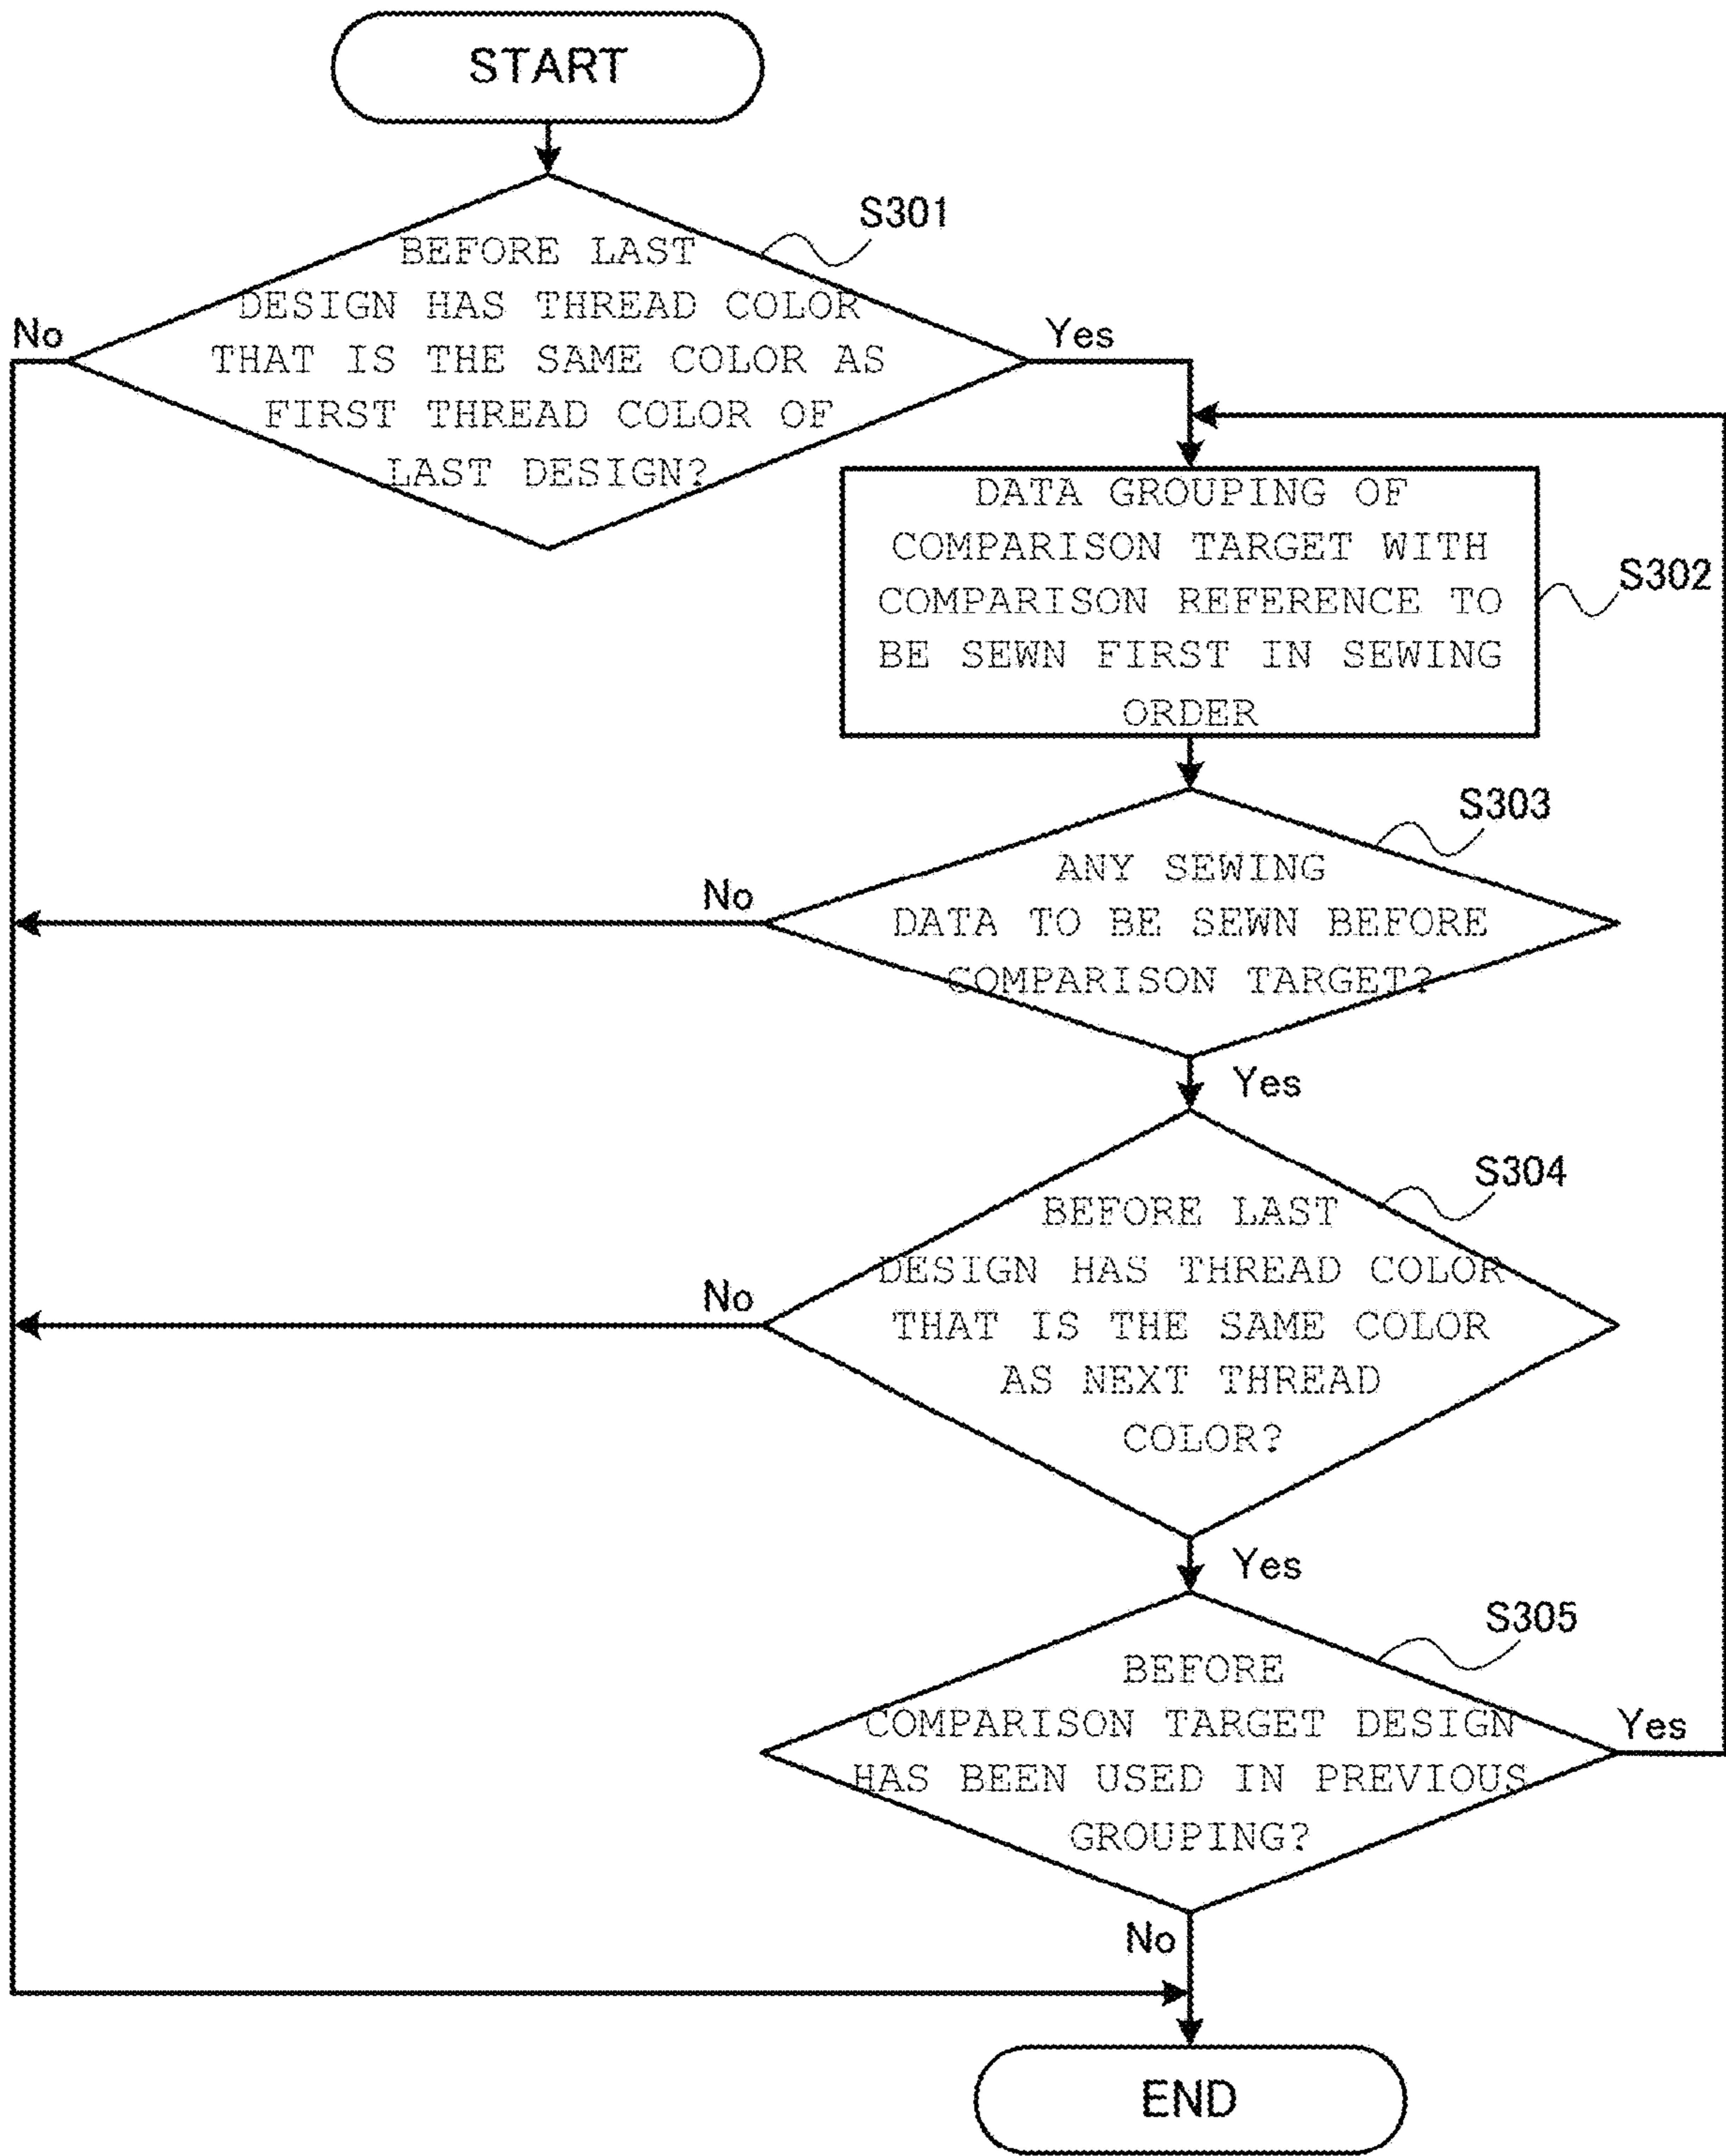 START
S301
BEFORE LAST
DESIGN HAS THREAD COLOR
THAT IS THE SAME COLOR AS
FIRST THREAD COLOR OF
LAST DESIGN?
No
Yes
DATA GROUPING OF
COMPARISON TARGET WITH
COMPARISON REFERENCE TO
BE SEWN FIRST IN SEWING
ORDER
S302
S303
ANY SEWING
DATA TO BE SEWN BEFORE
COMPARISON TARGET?
No
Yes
S304
BEFORE LAST
DESIGN HAS THREAD COLOR
THAT IS THE SAME COLOR
AS NEXT THREAD
COLOR?
No
Yes
S305
BEFORE
COMPARISON TARGET DESIGN
HAS BEEN USED IN PREVIOUS
GROUPING?
Yes
No
END